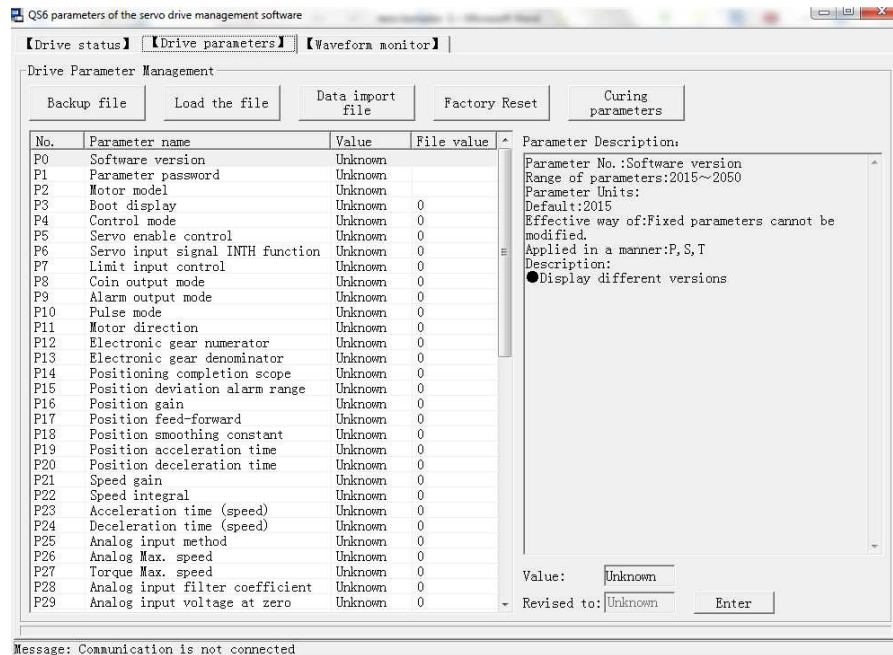 QS6 parameters of the servo drive management software
【Drive status】 【Drive parameters】 【Waveform monitor】
Drive Parameter Management
Backup file Load the file Data import file Factory Reset Curing parameters
No. Parameter name Value File value
P0 Software version Unknown
P1 Parameter password Unknown
P2 Motor model Unknown
P3 Boot display Unknown 0
P4 Control mode Unknown 0
P5 Servo enable control Unknown 0
P6 Servo input signal INTH function Unknown 0
P7 Limit input control Unknown 0
P8 Coin output mode Unknown 0
P9 Alarm output mode Unknown 0
P10 Pulse mode Unknown 0
P11 Motor direction Unknown 0
P12 Electronic gear numerator Unknown 0
P13 Electronic gear denominator Unknown 0
P14 Positioning completion scope Unknown 0
P15 Position deviation alarm range Unknown 0
P16 Position gain Unknown 0
P17 Position feed-forward Unknown 0
P18 Position smoothing constant Unknown 0
P19 Position acceleration time Unknown 0
P20 Position deceleration time Unknown 0
P21 Speed gain Unknown 0
P22 Speed integral Unknown 0
P23 Acceleration time (speed) Unknown 0
P24 Deceleration time (speed) Unknown 0
P25 Analog input method Unknown 0
P26 Analog Max. speed Unknown 0
P27 Torque Max. speed Unknown 0
P28 Analog input filter coefficient Unknown 0
P29 Analog input voltage at zero Unknown 0
Parameter Description:
Parameter No.:Software version
Range of parameters:2015～2050
Parameter Units:
Default:2015
Effective way of:Fixed parameters cannot be
modified.
Applied in a manner:P,S,T
Description:
●Display different versions
Value: Unknown
Revised to: Unknown Enter
Message: Communication is not connected